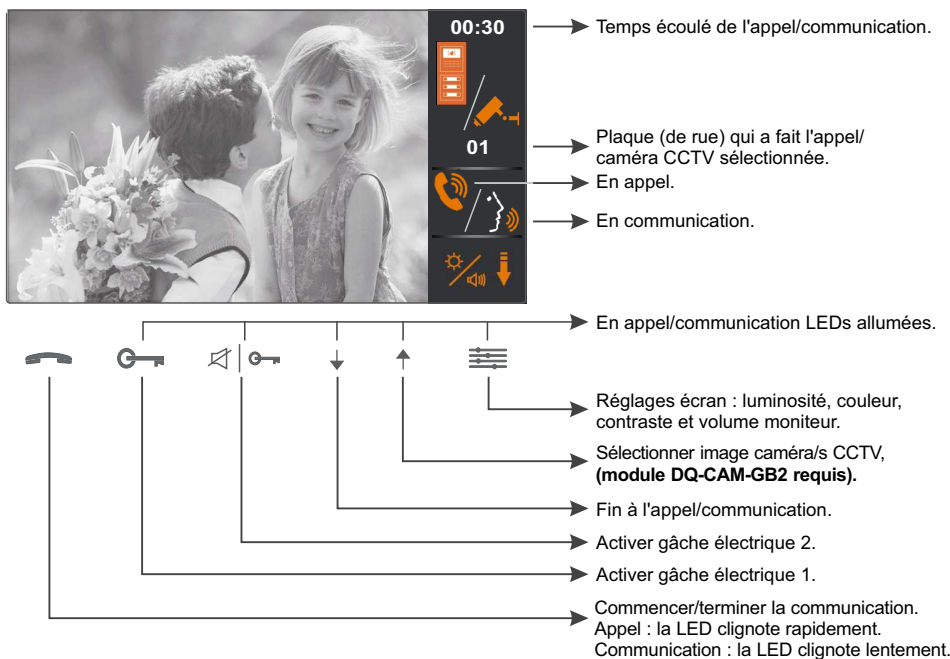 00:30
Temps écoulé de l'appel/communication.
01
Plaque (de rue) qui a fait l'appel/
caméra CCTV sélectionnée.
En appel.
En communication.
En appel/communication LEDs allumées.
Réglages écran : luminosité, couleur,
contraste et volume moniteur.
Sélectionner image caméra/s CCTV,
(module DQ-CAM-GB2 requis).
Fin à l'appel/communication.
Activer gâche électrique 2.
Activer gâche électrique 1.
Commencer/terminer la communication.
Appel : la LED clignote rapidement.
Communication : la LED clignote lentement.